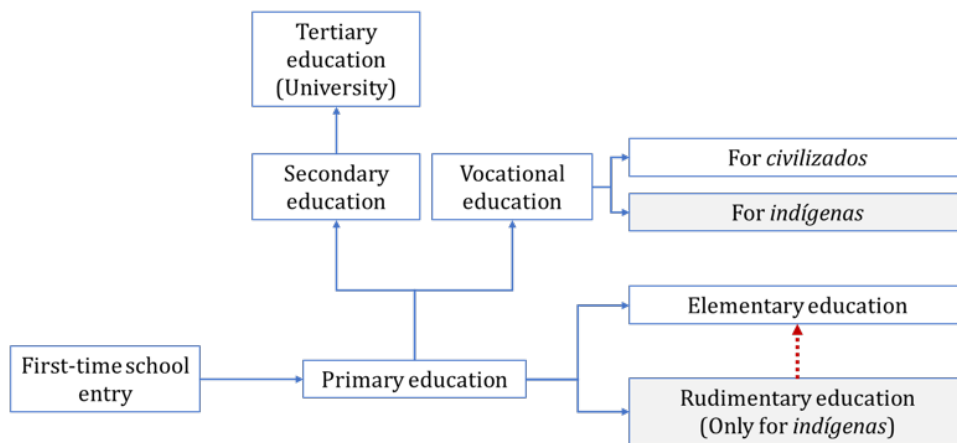 Tertiary
education
(University)
Secondary
education
Vocational
education
For civilizados
For indígenas
Elementary education
First-time school
entry
Primary education
Rudimentary education
(Only for indígenas)